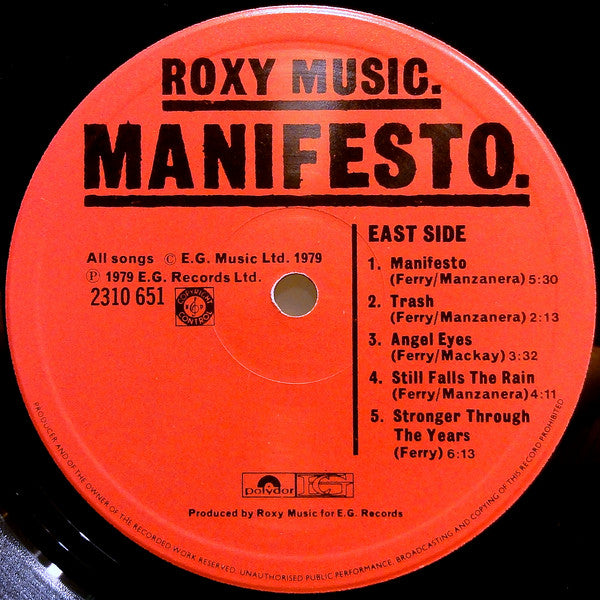 ROXY MUSIC.
MANIFESTO.
All songs © E.G. Music Ltd. 1979
℗ 1979 E.G. Records Ltd.
2310 651
COPYRIGHT
CONTROL
EAST SIDE
1. Manifesto
(Ferry/Manzanera) 5:30
2. Trash
(Ferry/Manzanera) 2:13
3. Angel Eyes
(Ferry/Mackay) 3:32
4. Still Falls The Rain
(Ferry/Manzanera) 4:11
5. Stronger Through
The Years
(Ferry) 6:13
polydor
EG
Produced by Roxy Music for E.G. Records
PRODUCER AND OF THE OWNER OF THE RECORDED WORK RESERVED. UNAUTHORISED PUBLIC PERFORMANCE, BROADCASTING AND COPYING OF THIS RECORD PROHIBITED